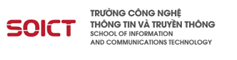 SOICT
TRƯỜNG CÔNG NGHỆ
THÔNG TIN VÀ TRUYỀN THÔNG
SCHOOL OF INFORMATION
AND COMMUNICATIONS TECHNOLOGY